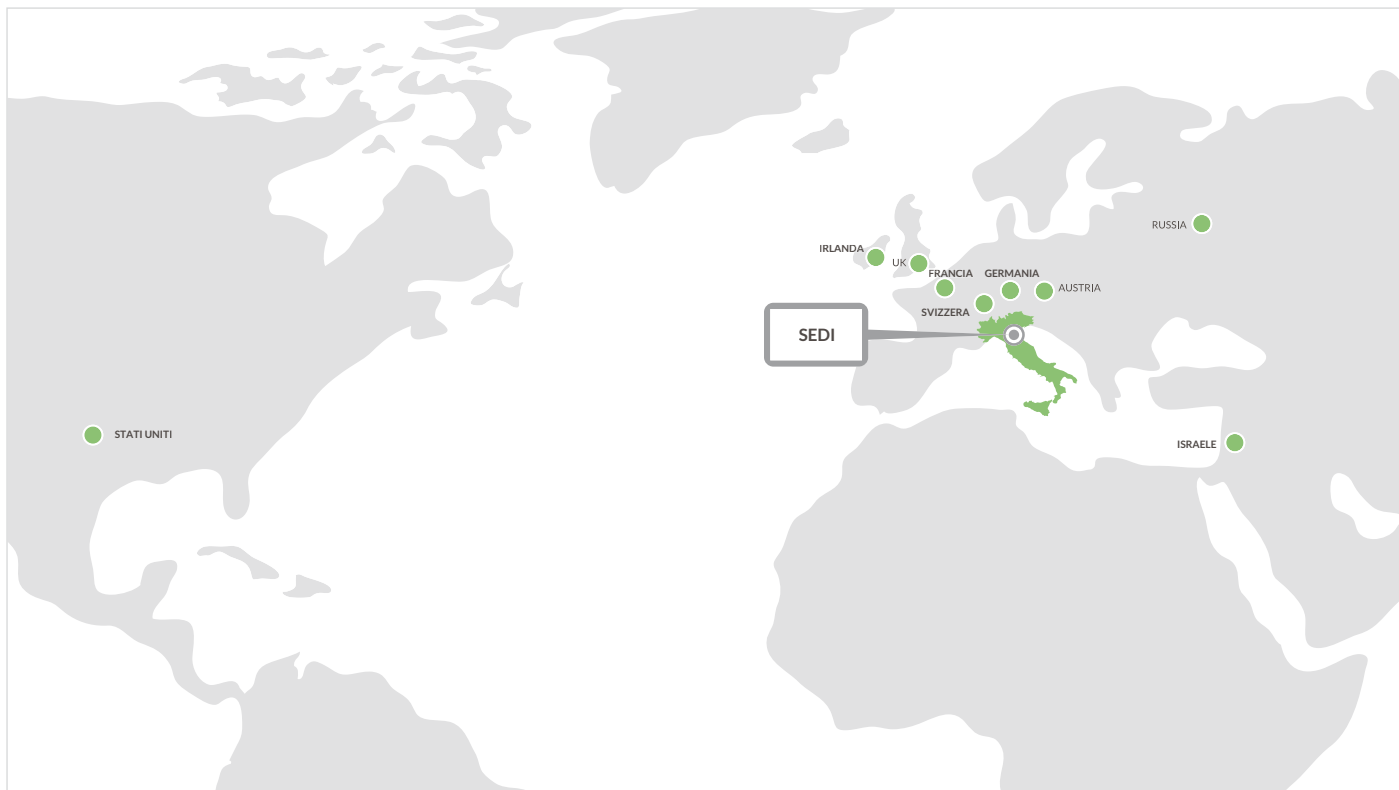 RUSSIA
IRLANDA
UK
FRANCIA
GERMANIA
AUSTRIA
SVIZZERA
SEDI
STATI UNITI
ISRAELE